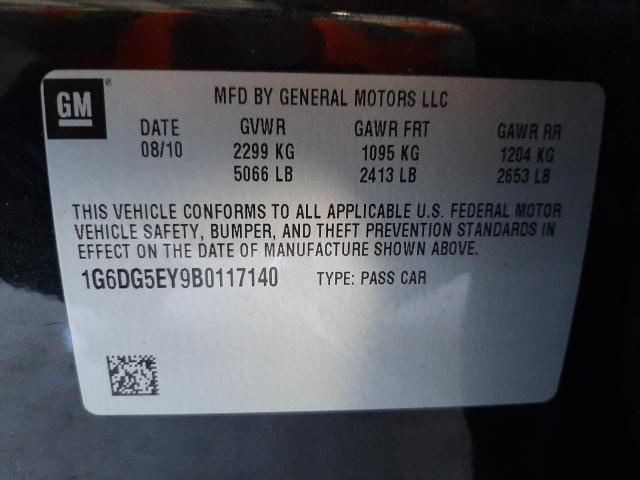 GM
MFD BY GENERAL MOTORS LLC
DATE GVWR GAWR FRT GAWR RR
08/10 2299 KG 1095 KG 1204 KG
5066 LB 2413 LB 2653 LB
THIS VEHICLE CONFORMS TO ALL APPLICABLE U.S. FEDERAL MOTOR
VEHICLE SAFETY, BUMPER, AND THEFT PREVENTION STANDARDS IN
EFFECT ON THE DATE OF MANUFACTURE SHOWN ABOVE.
1G6DG5EY9B0117140 TYPE: PASS CAR